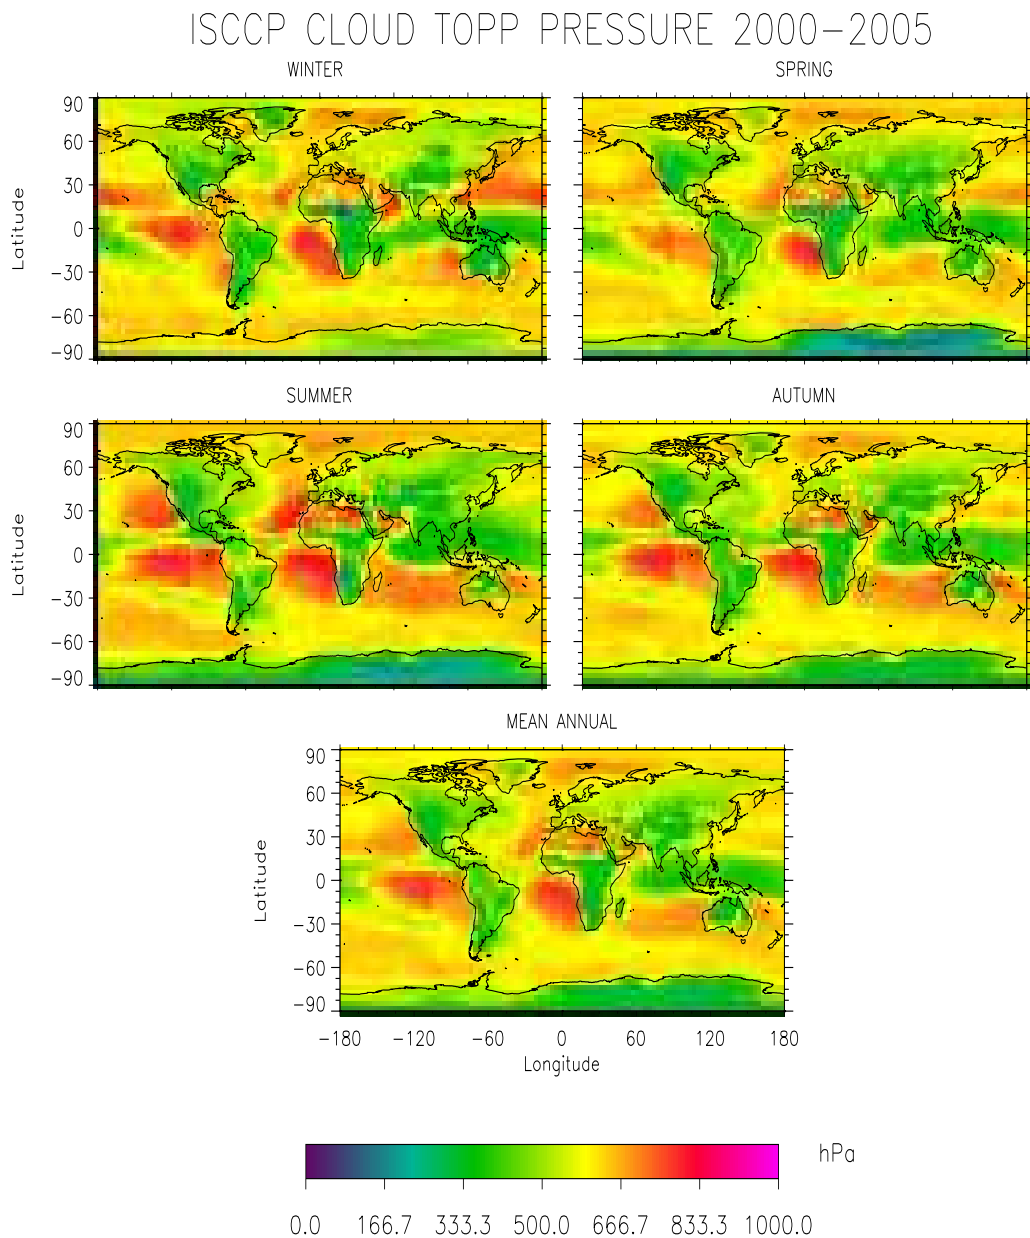 ISCCP CLOUD TOPP PRESSURE 2000-2005
WINTER
SPRING
90
60
30
0
-30
-60
-90
Latitude
SUMMER
AUTUMN
90
60
30
0
-30
-60
-90
Latitude
MEAN ANNUAL
90
60
30
0
-30
-60
-90
Latitude
-180 -120 -60 0 60 120 180
Longitude
hPa
0.0 166.7 333.3 500.0 666.7 833.3 1000.0